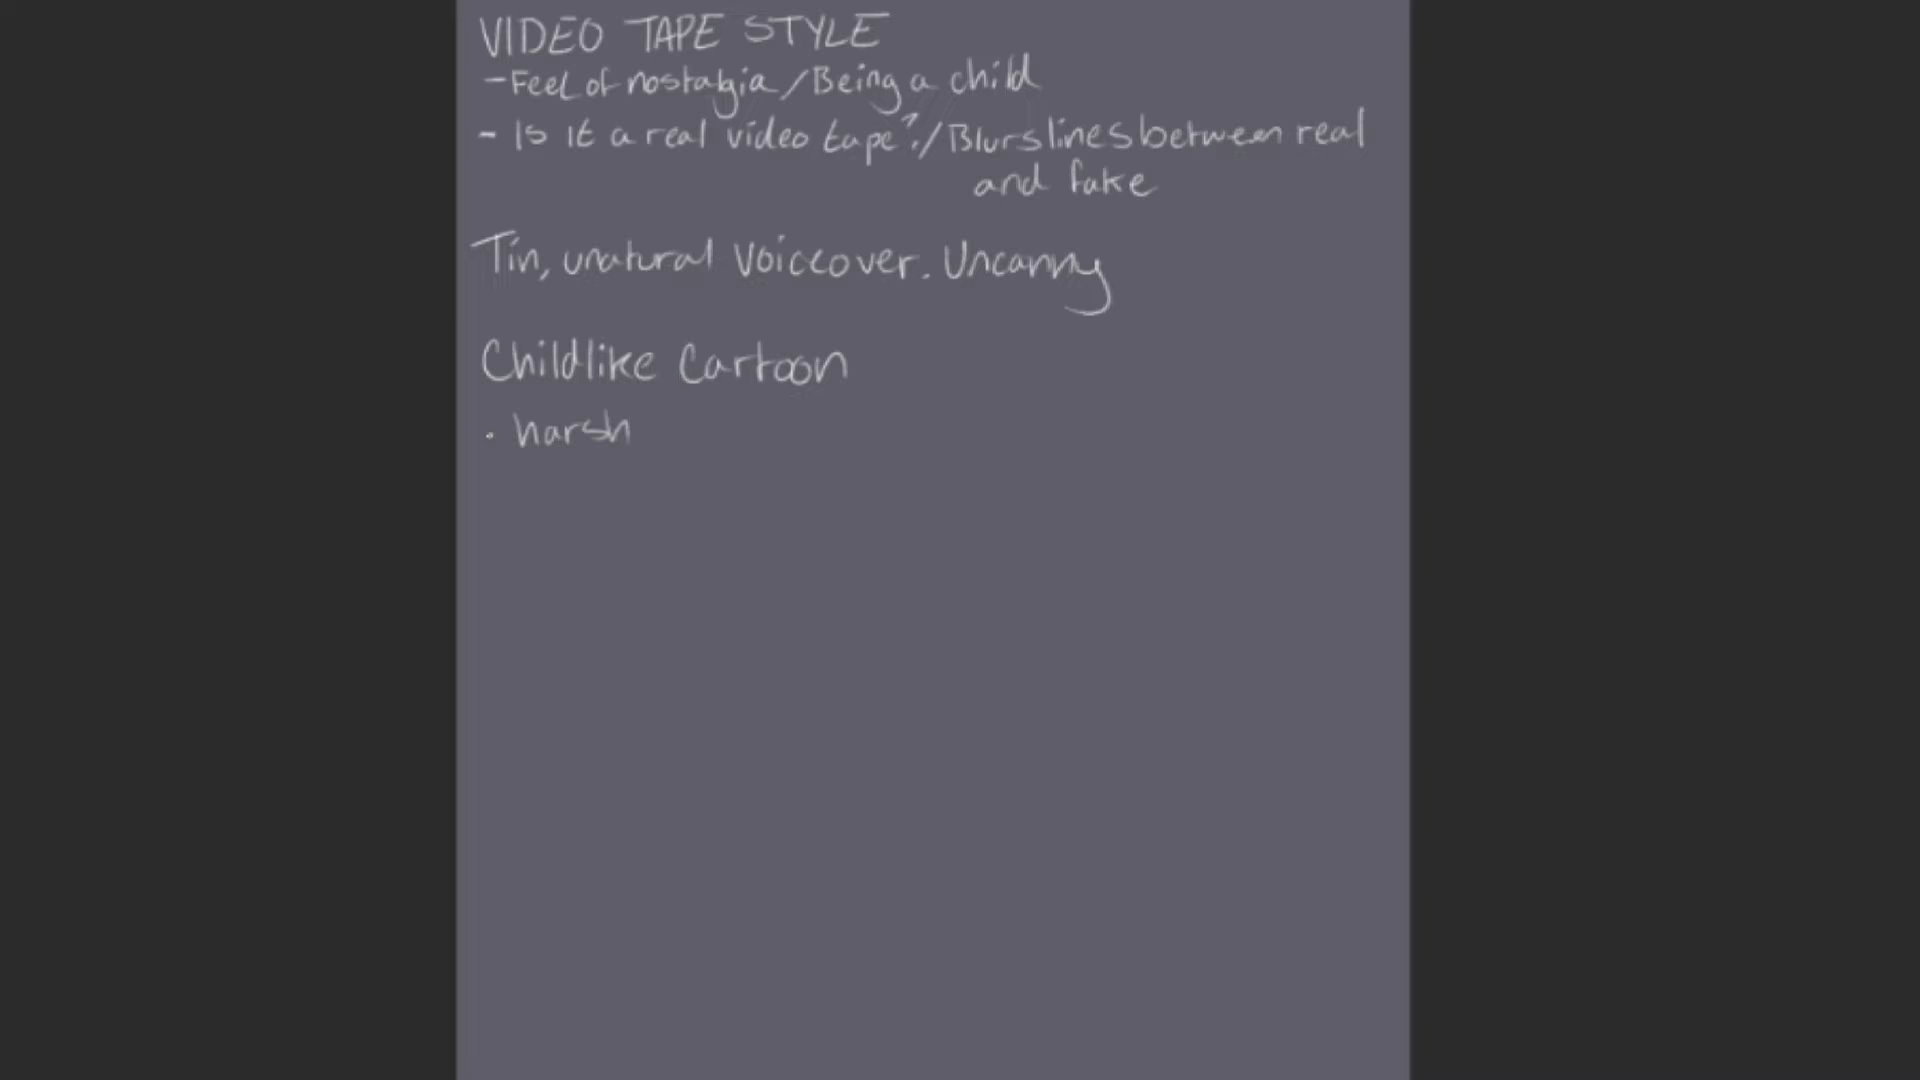 VIDEO TAPE STYLE
- Feel of nostalgia / Being a child
- Is it a real video tape? / Blurs lines between real
and fake
Tin, unatural Voiceover. Uncanny
Childlike Cartoon
· harsh